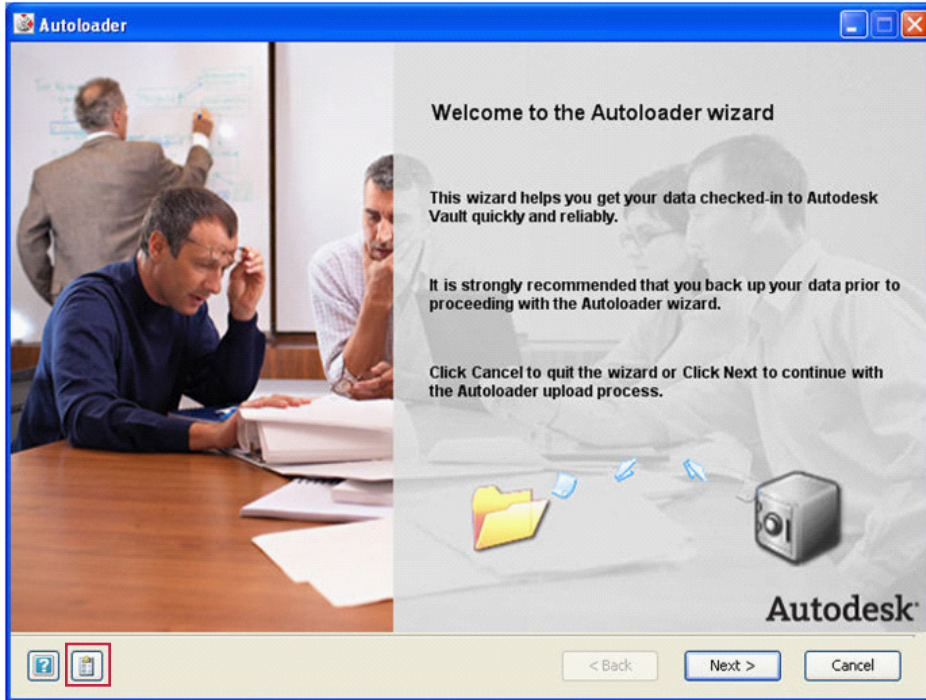 Autoloader
Welcome to the Autoloader wizard
This wizard helps you get your data checked-in to Autodesk
Vault quickly and reliably.
It is strongly recommended that you back up your data prior to
proceeding with the Autoloader wizard.
Click Cancel to quit the wizard or Click Next to continue with
the Autoloader upload process.
Autodesk
?
< Back
Next >
Cancel